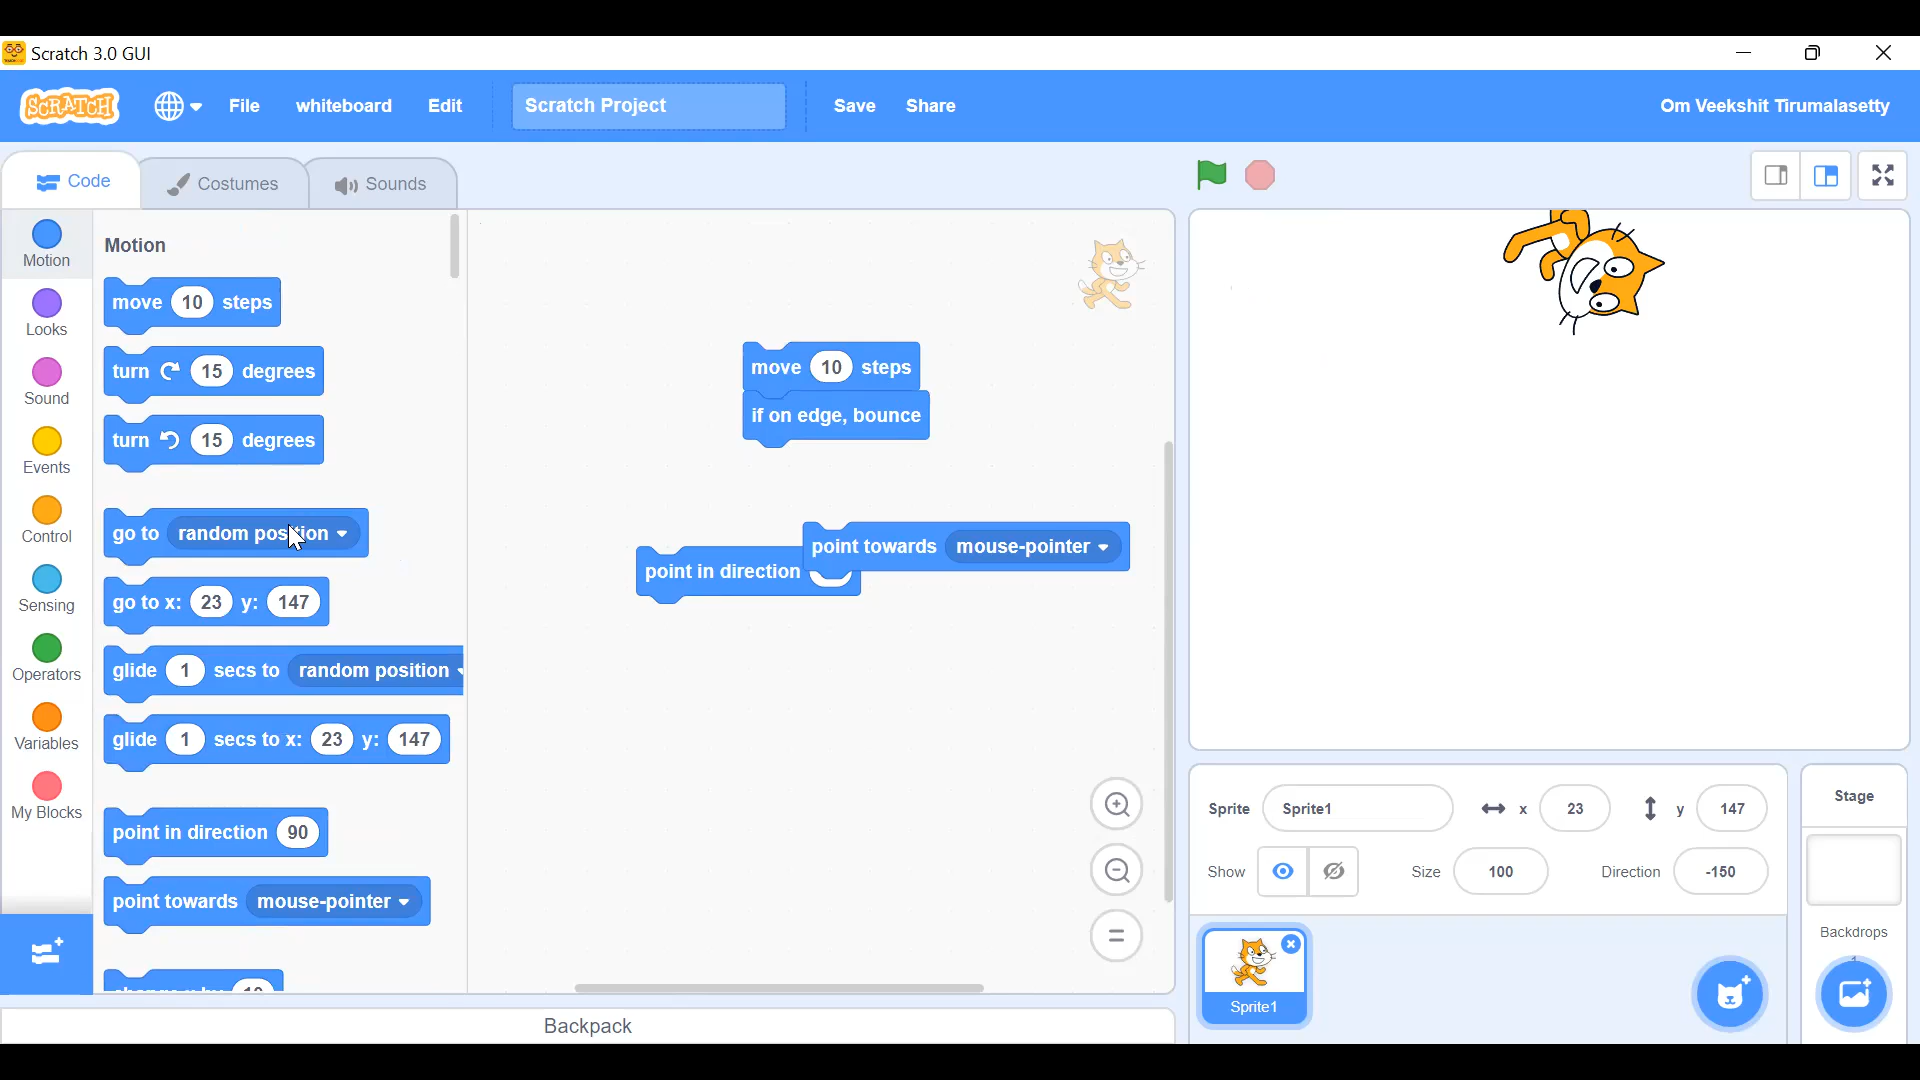 Scratch 3.0 GUI
SCRATCH File whiteboard Edit Scratch Project Save Share Om Veekshit Tirumalasetty
Code Costumes Sounds
Motion
Looks
Sound
Events
Control
Sensing
Operators
Variables
My Blocks
Motion
move 10 steps
turn 15 degrees
turn 15 degrees
go to random position
go to x: 23 y: 147
glide 1 secs to random position
glide 1 secs to x: 23 y: 147
point in direction 90
point towards mouse-pointer
move 10 steps
if on edge, bounce
point towards mouse-pointer
point in direction
Backpack
Sprite Sprite1 x 23 y 147
Show Size 100 Direction -150
Sprite1
Stage
Backdrops